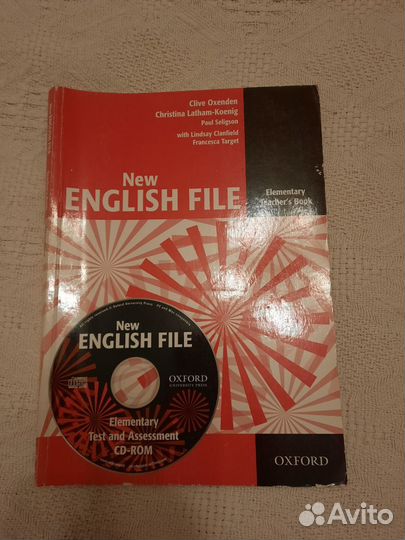 Clive Oxenden
Christina Latham-Koenig
Paul Seligson
with Lindsay Clanfield
Francesca Target
New
ENGLISH FILE
Elementary
Teacher's Book
New
ENGLISH FILE
OXFORD
UNIVERSITY PRESS
Elementary
Test and Assessment
CD-ROM
OXFORD
Avito